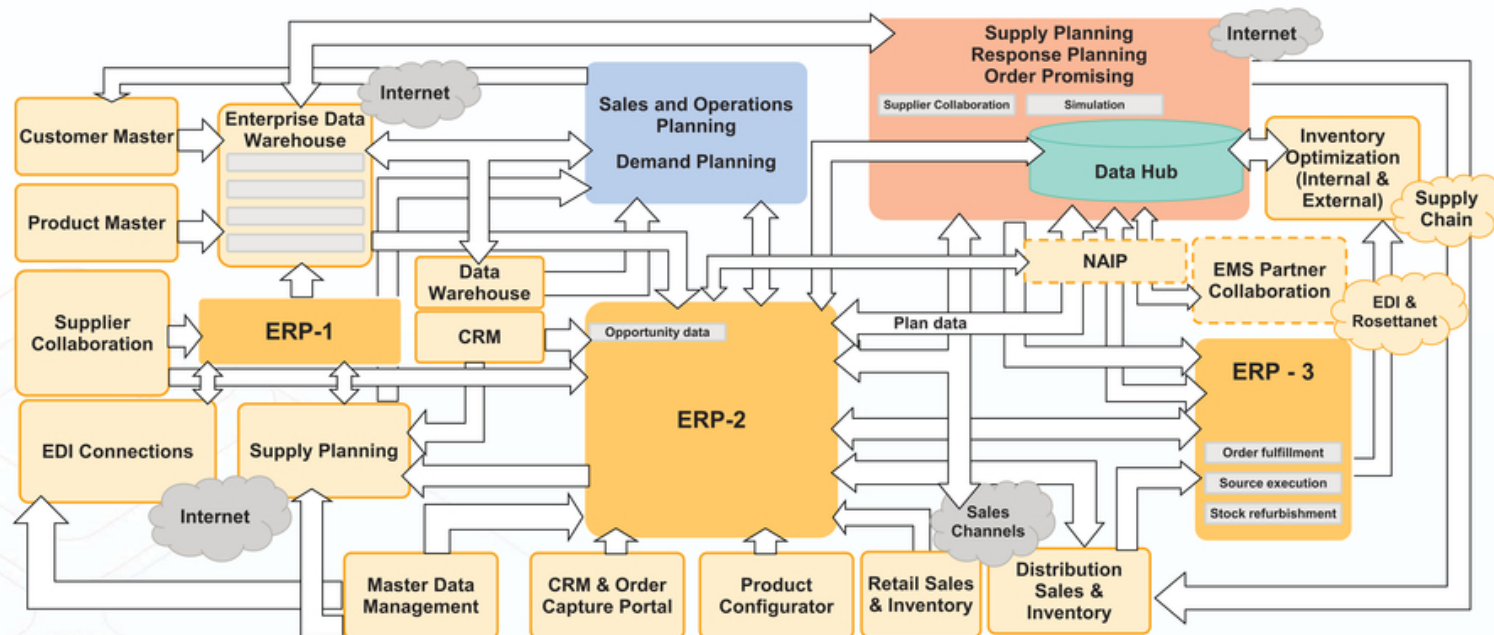 Supply Planning
Response Planning
Order Promising
Internet
Supplier Collaboration
Simulation
Internet
Customer Master
Enterprise Data
Warehouse
Sales and Operations
Planning
Demand Planning
Data Hub
Inventory
Optimization
(Internal &
External)
Supply
Chain
Product Master
Data
Warehouse
NAIP
EMS Partner
Collaboration
EDI &
Rosettanet
Supplier
Collaboration
ERP-1
CRM
Opportunity data
Plan data
ERP - 3
ERP-2
EDI Connections
Supply Planning
Order fulfillment
Source execution
Stock refurbishment
Internet
Sales
Channels
Master Data
Management
CRM & Order
Capture Portal
Product
Configurator
Retail Sales
& Inventory
Distribution
Sales &
Inventory